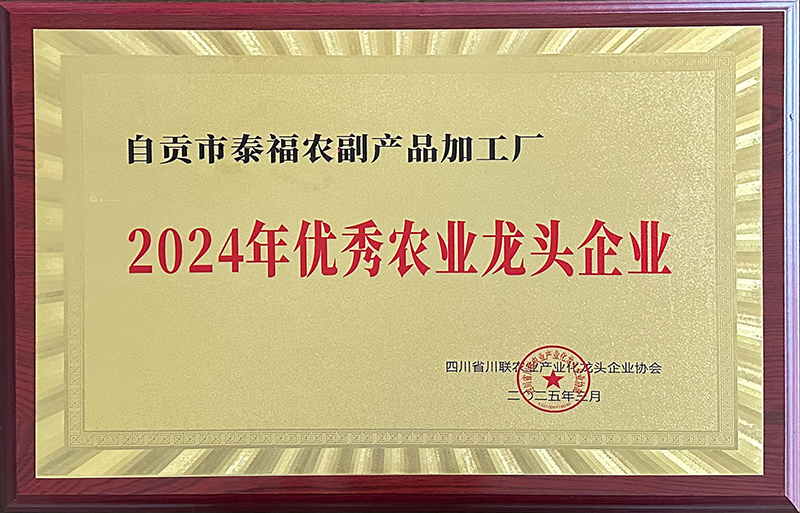 自贡市泰福农副产品加工厂
2024年优秀农业龙头企业
四川省川联农业产业化龙头企业协会
二〇二五年三月